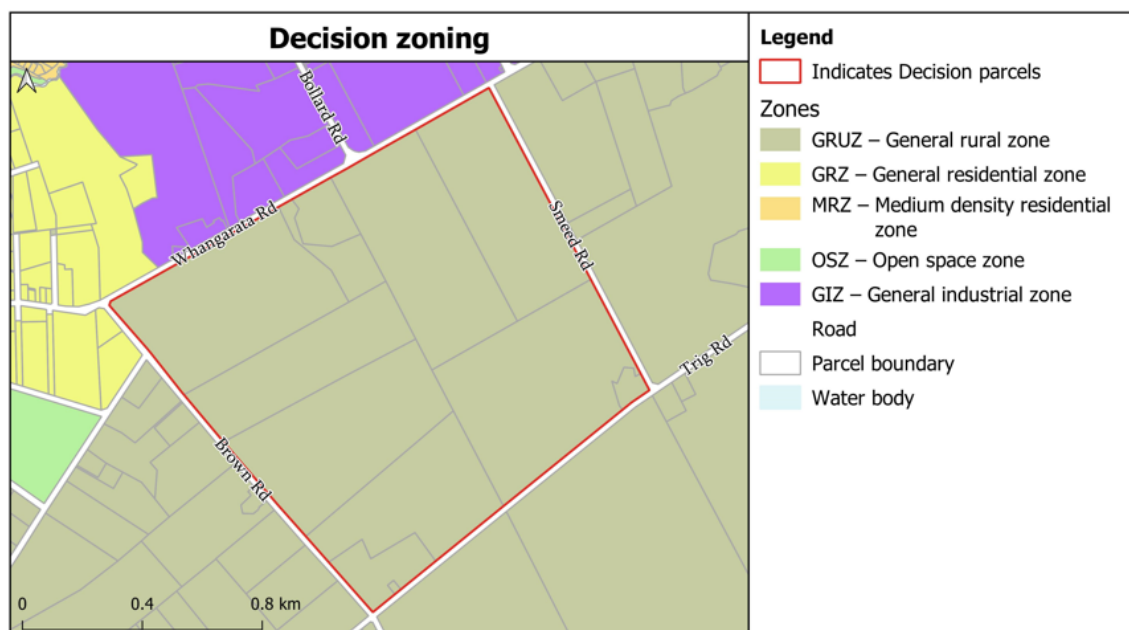 Decision zoning
Bollard Rd
Whangarata Rd
Smeed Rd
Trig Rd
Brown Rd
0 0.4 0.8 km
Legend
Indicates Decision parcels
Zones
GRUZ – General rural zone
GRZ – General residential zone
MRZ – Medium density residential
zone
OSZ – Open space zone
GIZ – General industrial zone
Road
Parcel boundary
Water body